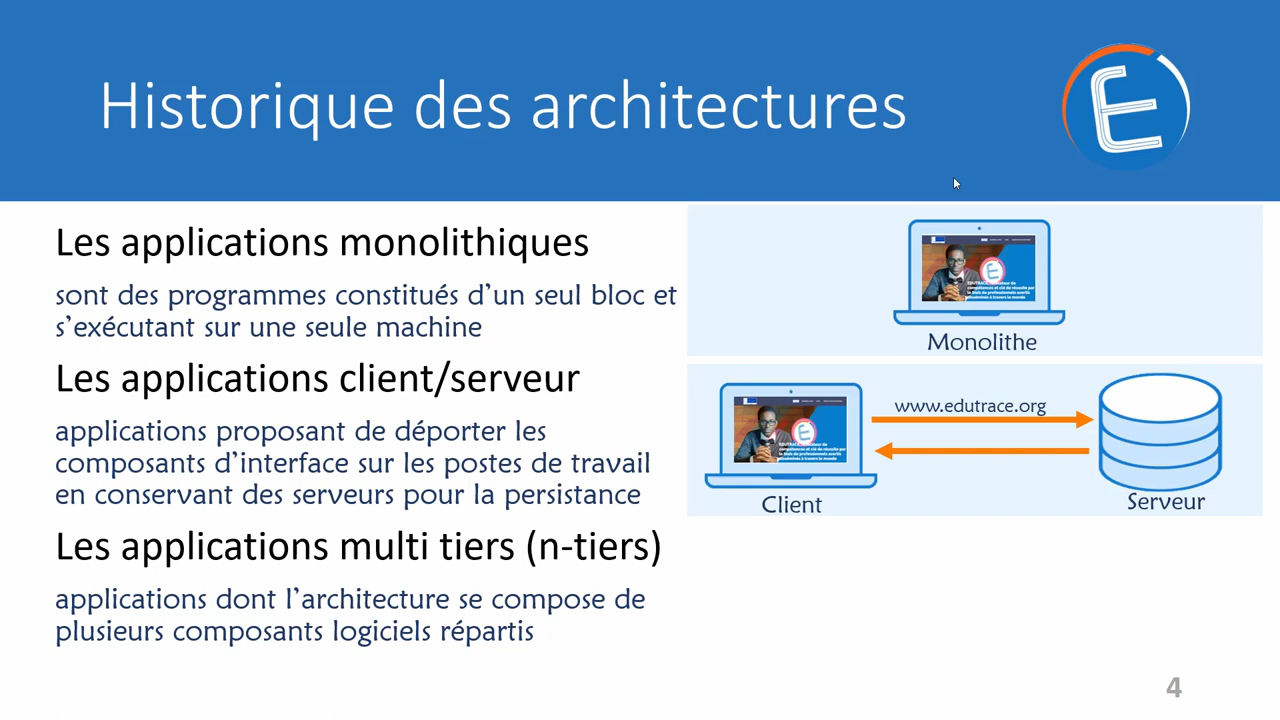 Historique des architectures
Les applications monolithiques
sont des programmes constitués d'un seul bloc et
s'exécutant sur une seule machine
Les applications client/serveur
applications proposant de déporter les
composants d'interface sur les postes de travail
en conservant des serveurs pour la persistance
Les applications multi tiers (n-tiers)
applications dont l'architecture se compose de
plusieurs composants logiciels répartis
Monolithe
www.edutrace.org
Client
Serveur
4